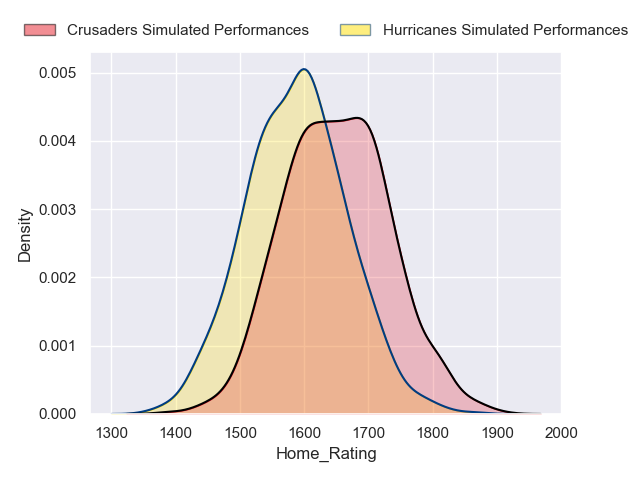 Crusaders Simulated Performances Hurricanes Simulated Performances
0.005
0.004
0.003
0.002
0.001
0.000
Density
1300 1400 1500 1600 1700 1800 1900 2000
Home_Rating